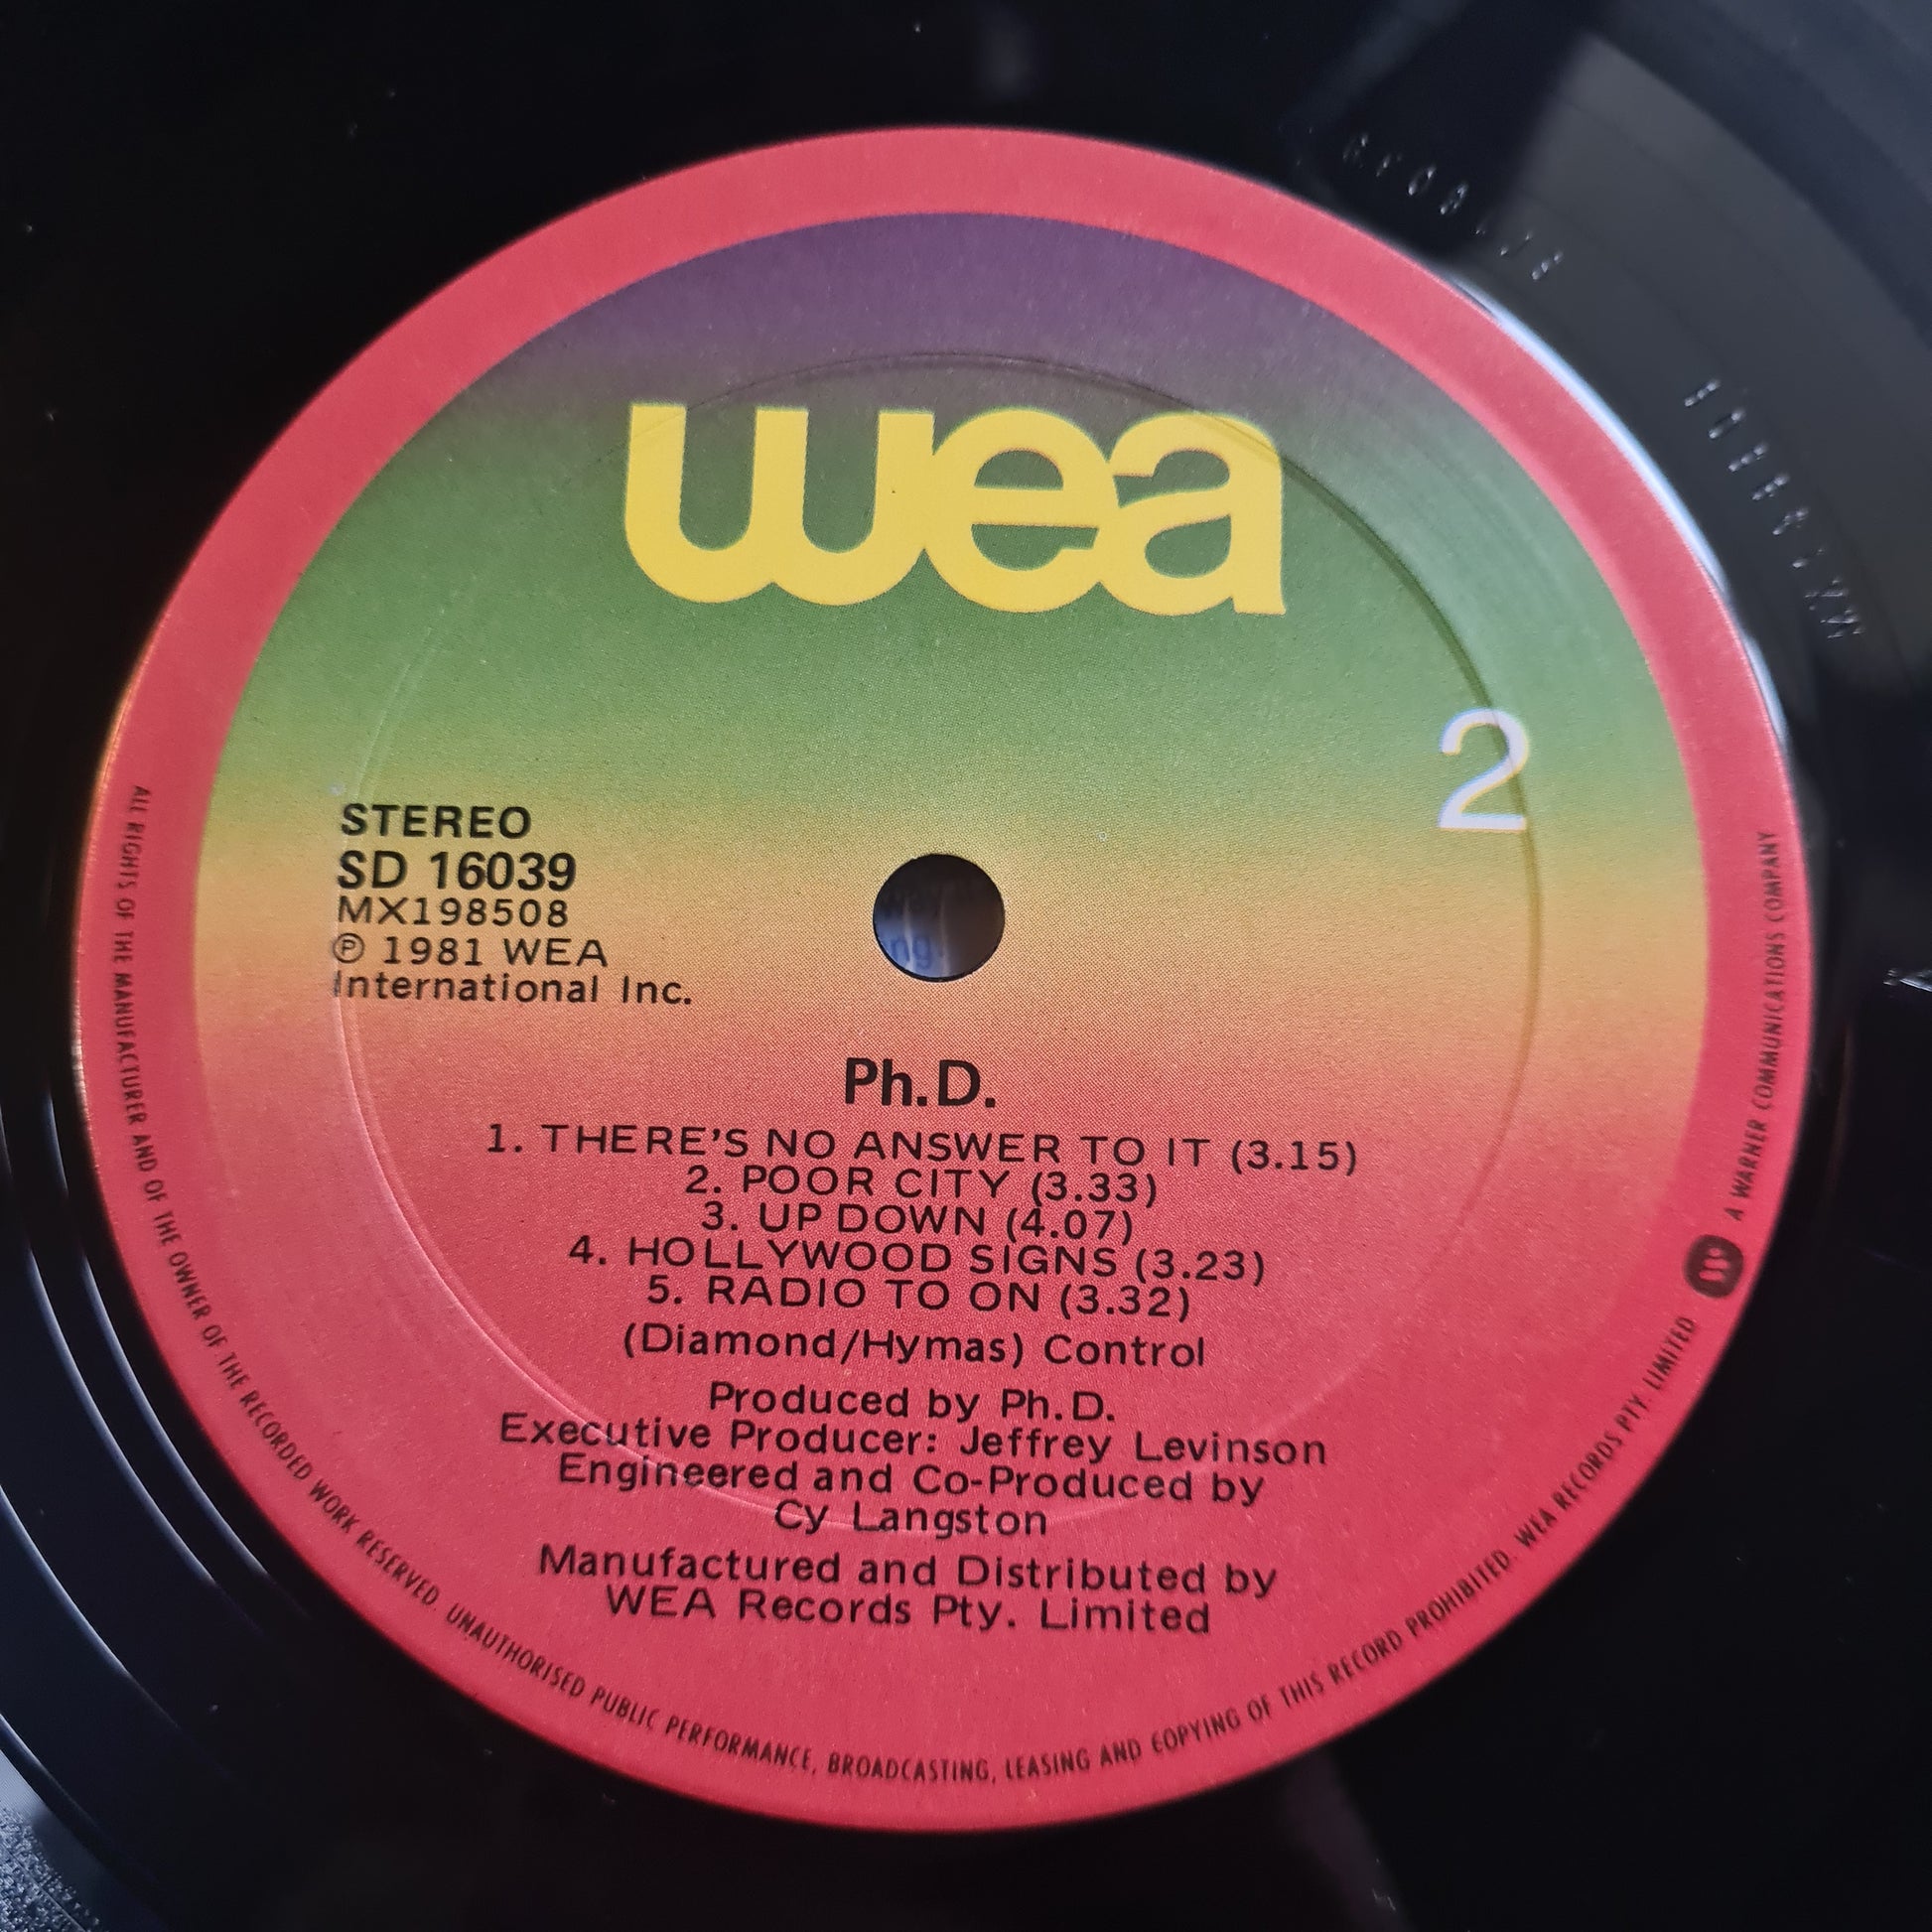 wea
2
STEREO
SD 16039
MX198508
℗ 1981 WEA
International Inc.
Ph.D.
1. THERE'S NO ANSWER TO IT (3.15)
2. POOR CITY (3.33)
3. UP DOWN (4.07)
4. HOLLYWOOD SIGNS (3.23)
5. RADIO TO ON (3.32)
(Diamond/Hymas) Control
Produced by Ph.D.
Executive Producer: Jeffrey Levinson
Engineered and Co-Produced by
Cy Langston
Manufactured and Distributed by
WEA Records Pty. Limited
ALL RIGHTS OF THE MANUFACTURER AND OF THE OWNER OF THE RECORDED WORK RESERVED. UNAUTHORISED PUBLIC PERFORMANCE, BROADCASTING, LEASING AND COPYING OF THIS RECORD PROHIBITED. WEA RECORDS PTY. LIMITED A WARNER COMMUNICATIONS COMPANY